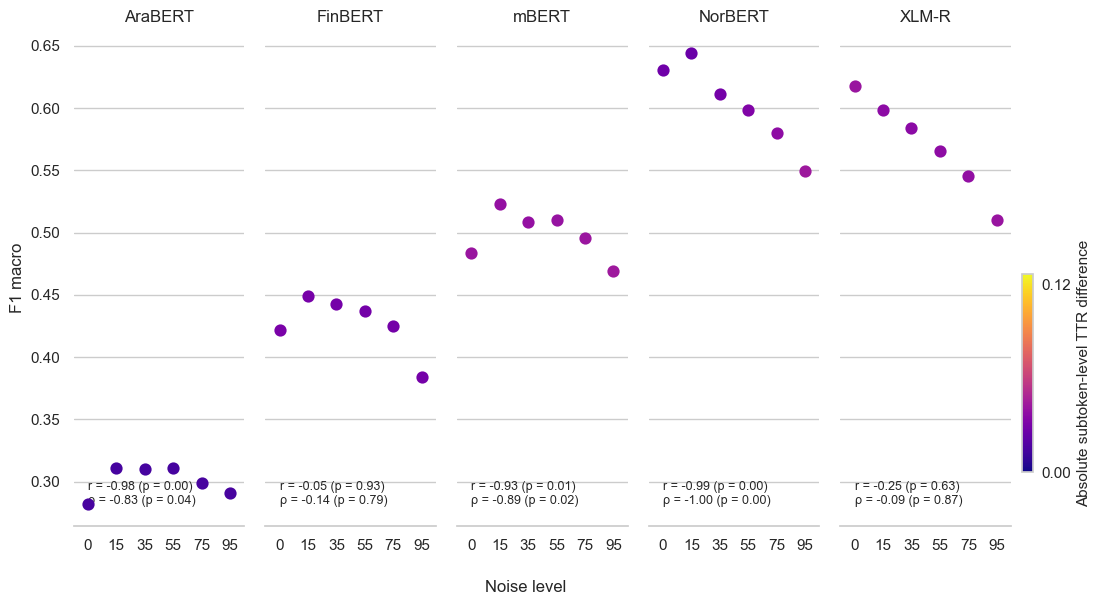 AraBERT
FinBERT
mBERT
NorBERT
XLM-R
F1 macro
0.65
0.60
0.55
0.50
0.45
0.40
0.35
0.30
r = -0.98 (p = 0.00)
ρ = -0.83 (p = 0.04)
r = -0.05 (p = 0.93)
ρ = -0.14 (p = 0.79)
r = -0.93 (p = 0.01)
ρ = -0.89 (p = 0.02)
r = -0.99 (p = 0.00)
ρ = -1.00 (p = 0.00)
r = -0.25 (p = 0.63)
ρ = -0.09 (p = 0.87)
0 15 35 55 75 95
0 15 35 55 75 95
0 15 35 55 75 95
0 15 35 55 75 95
0 15 35 55 75 95
Noise level
0.12
0.00
Absolute subtoken-level TTR difference